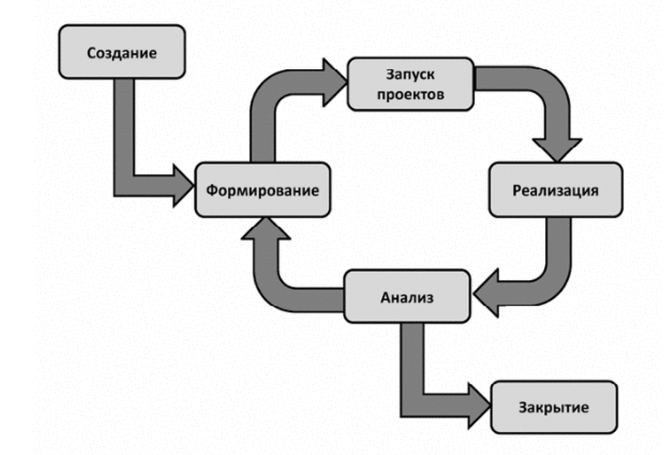 Создание
Запуск
проектов
Формирование
Реализация
Анализ
Закрытие